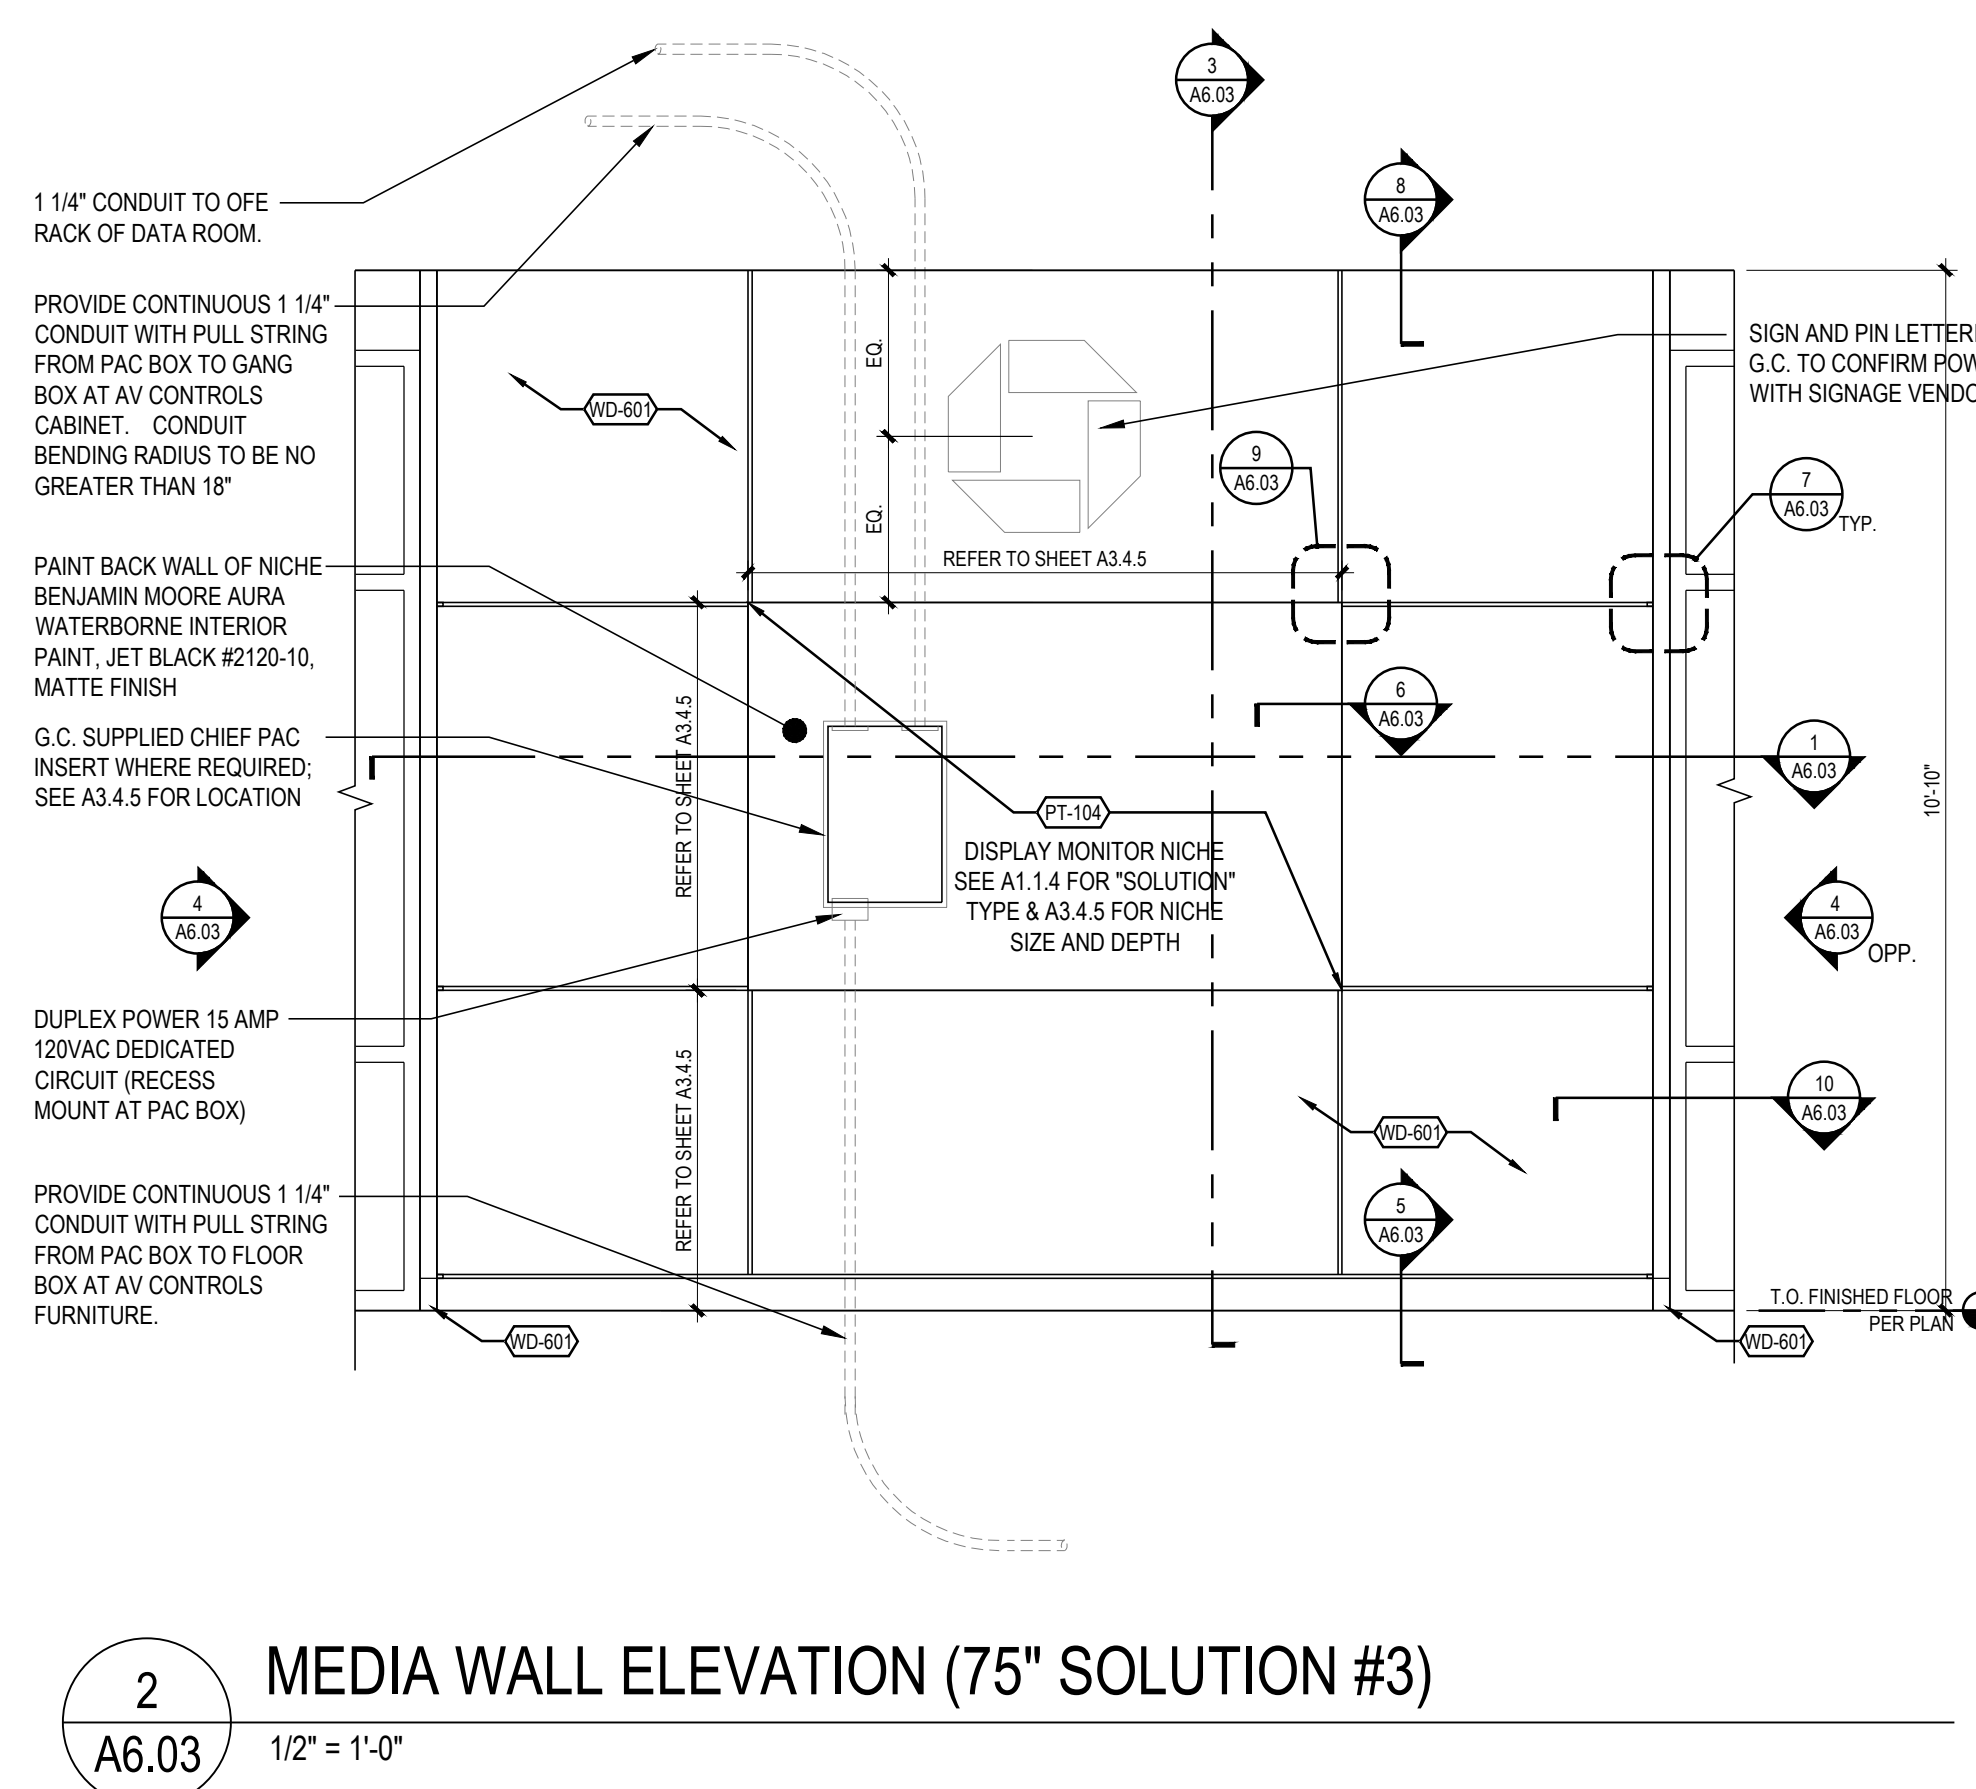 3
A6.03
8
A6.03
1 1/4" CONDUIT TO OFE
RACK OF DATA ROOM.
PROVIDE CONTINUOUS 1 1/4"
CONDUIT WITH PULL STRING
FROM PAC BOX TO GANG
BOX AT AV CONTROLS
CABINET. CONDUIT
BENDING RADIUS TO BE NO
GREATER THAN 18"
WD-601
EQ.
EQ.
SIGN AND PIN
G.C. TO CONFIRM
WITH SIGNAGE
9
A6.03
7
A6.03
TYP.
REFER TO SHEET A3.4.5
PAINT BACK WALL OF NICHE
BENJAMIN MOORE AURA
WATERBORNE INTERIOR
PAINT, JET BLACK #2120-10,
MATTE FINISH
G.C. SUPPLIED CHIEF PAC
INSERT WHERE REQUIRED;
SEE A3.4.5 FOR LOCATION
REFER TO SHEET A3.4.5
6
A6.03
1
A6.03
10'-10"
PT-104
DISPLAY MONITOR NICHE
SEE A1.1.4 FOR "SOLUTION"
TYPE & A3.4.5 FOR NICHE
SIZE AND DEPTH
4
A6.03
4
A6.03
OPP.
DUPLEX POWER 15 AMP
120VAC DEDICATED
CIRCUIT (RECESS
MOUNT AT PAC BOX)
REFER TO SHEET A3.4.5
WD-601
10
A6.03
5
A6.03
PROVIDE CONTINUOUS 1 1/4"
CONDUIT WITH PULL STRING
FROM PAC BOX TO FLOOR
BOX AT AV CONTROLS
FURNITURE.
WD-601
T.O. FINISHED FLOOR
PER PLAN
WD-601
2
A6.03
MEDIA WALL ELEVATION (75" SOLUTION #3)
1/2" = 1'-0"